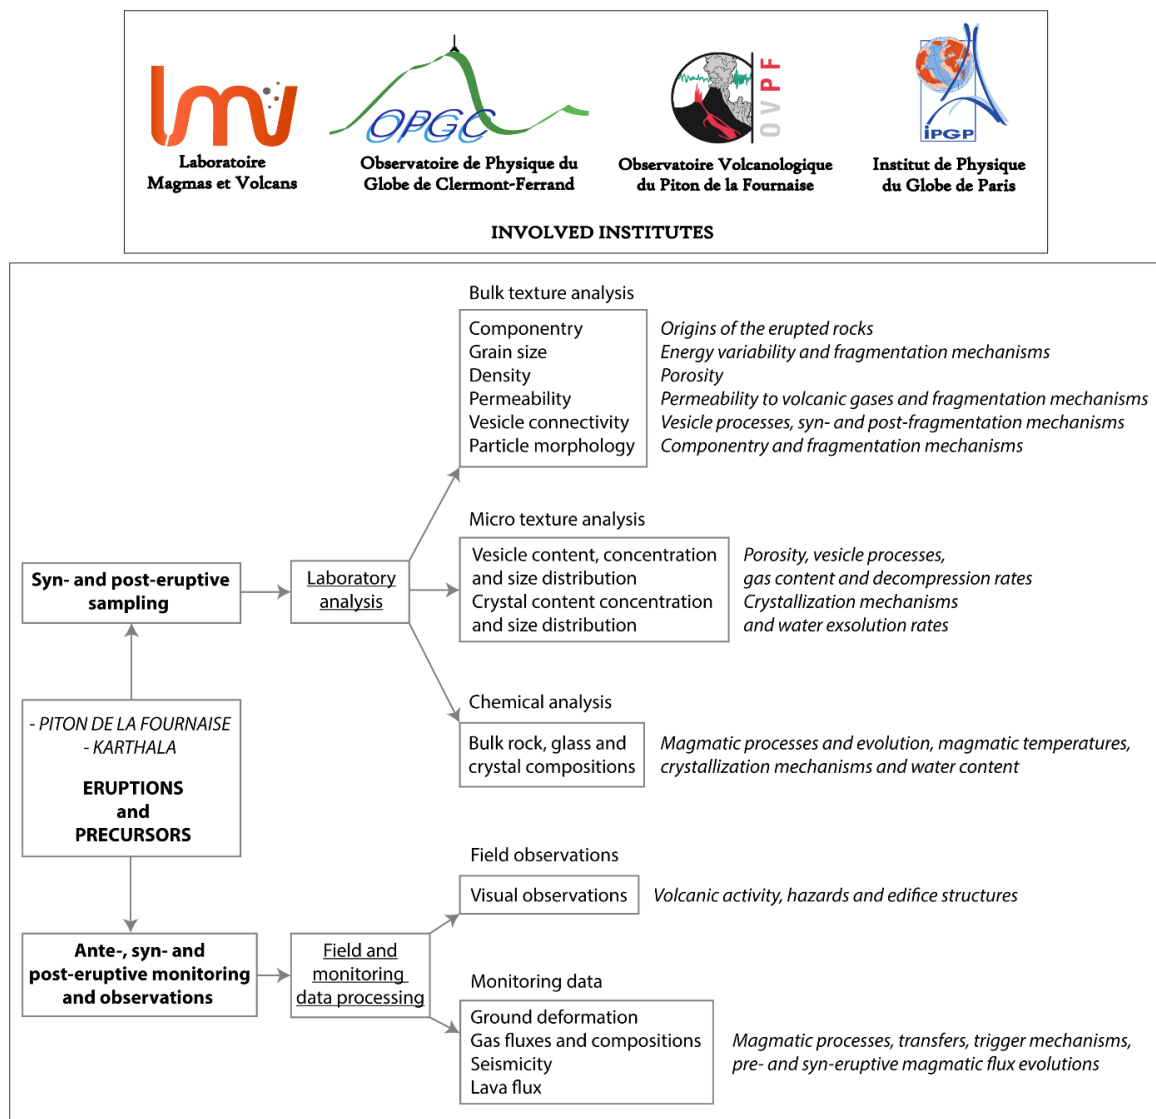 lmv
OPGC
OVPF
iPGP
Laboratoire
Magmas et Volcans
Observatoire de Physique du
Globe de Clermont-Ferrand
Observatoire Volcanologique
du Piton de la Fournaise
Institut de Physique
du Globe de Paris
INVOLVED INSTITUTES
Bulk texture analysis
Componentry Origins of the erupted rocks
Grain size Energy variability and fragmentation mechanisms
Density Porosity
Permeability Permeability to volcanic gases and fragmentation mechanisms
Vesicle connectivity Vesicle processes, syn- and post-fragmentation mechanisms
Particle morphology Componentry and fragmentation mechanisms
Micro texture analysis
Vesicle content, concentration Porosity, vesicle processes,
and size distribution gas content and decompression rates
Crystal content concentration Crystallization mechanisms
and size distribution and water exsolution rates
Syn- and post-eruptive
sampling
Laboratory
analysis
Chemical analysis
Bulk rock, glass and Magmatic processes and evolution, magmatic temperatures,
crystal compositions crystallization mechanisms and water content
- PITON DE LA FOURNAISE
- KARTHALA
ERUPTIONS
and
PRECURSORS
Field observations
Visual observations Volcanic activity, hazards and edifice structures
Ante-, syn- and
post-eruptive monitoring
and observations
Field and
monitoring
data processing
Monitoring data
Ground deformation
Gas fluxes and compositions
Seismicity
Lava flux
Magmatic processes, transfers, trigger mechanisms,
pre- and syn-eruptive magmatic flux evolutions